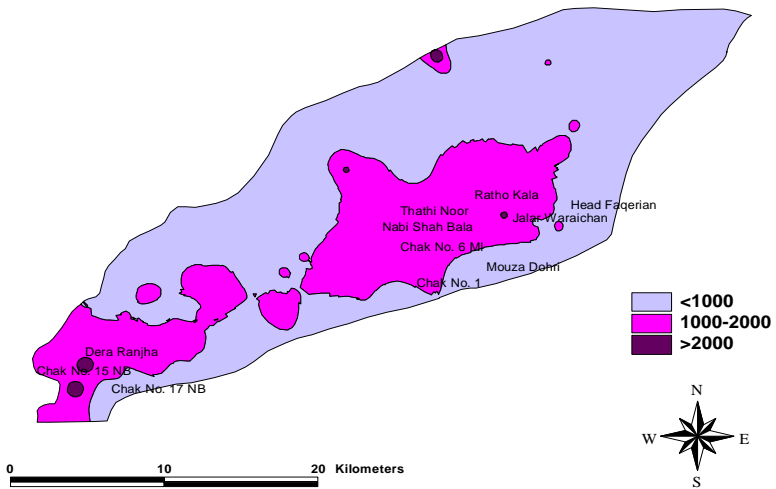 Ratho Kala
Head Faqerian
Thathi Noor
Jalar Waraichan
Nabi Shah Bala
Chak No. 6 Ml
Mouza Dohri
Chak No. 1
<1000
1000-2000
>2000
Dera Ranjha
Chak No. 15 NB
Chak No. 17 NB
N
W E
S
0 10 20 Kilometers